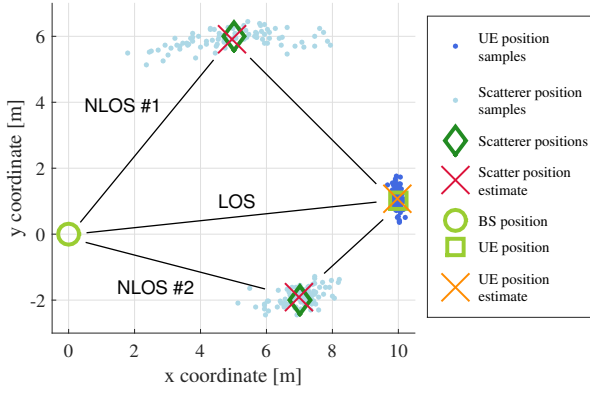 6
4
2
0
-2
0
2
4
6
8
10
y coordinate [m]
x coordinate [m]
NLOS #1
LOS
NLOS #2
UE position
samples
Scatterer position
samples
Scatterer positions
Scatter position
estimate
BS position
UE position
UE position
estimate